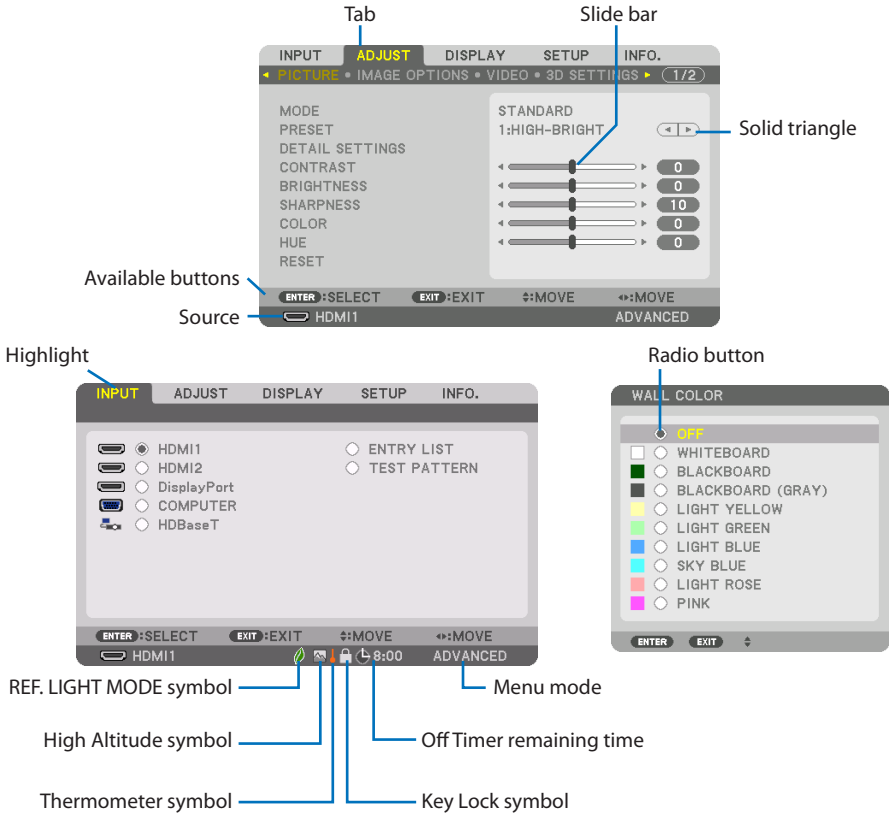 Tab Slide bar
INPUT ADJUST DISPLAY SETUP INFO.
PICTURE • IMAGE OPTIONS • VIDEO • 3D SETTINGS 1/2
MODE STANDARD
PRESET 1:HIGH-BRIGHT
Solid triangle
DETAIL SETTINGS
CONTRAST 0
BRIGHTNESS 0
SHARPNESS 10
COLOR 0
HUE 0
RESET
Available buttons
ENTER:SELECT EXIT:EXIT :MOVE :MOVE
Source
HDMI1 ADVANCED
Highlight
INPUT ADJUST DISPLAY SETUP INFO.
HDMI1 ENTRY LIST
HDMI2 TEST PATTERN
DisplayPort
COMPUTER
HDBaseT
ENTER:SELECT EXIT:EXIT :MOVE :MOVE
HDMI1 8:00 ADVANCED
Radio button
WALL COLOR
OFF
WHITEBOARD
BLACKBOARD
BLACKBOARD (GRAY)
LIGHT YELLOW
LIGHT GREEN
LIGHT BLUE
SKY BLUE
LIGHT ROSE
PINK
ENTER EXIT
REF. LIGHT MODE symbol
Menu mode
High Altitude symbol
Off Timer remaining time
Thermometer symbol
Key Lock symbol